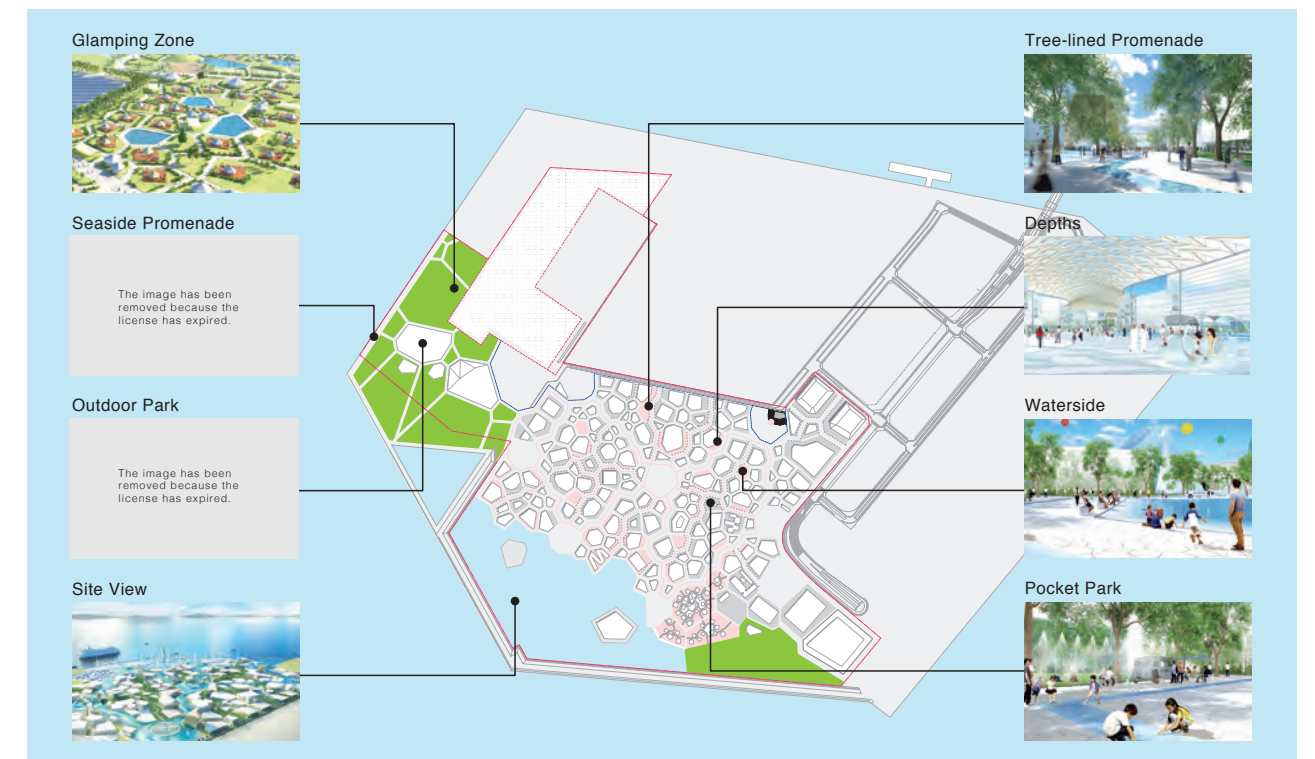 Glamping Zone
Seaside Promenade
The image has been
removed because the
license has expired.
Outdoor Park
The image has been
removed because the
license has expired.
Site View
Tree-lined Promenade
Depths
Waterside
Pocket Park